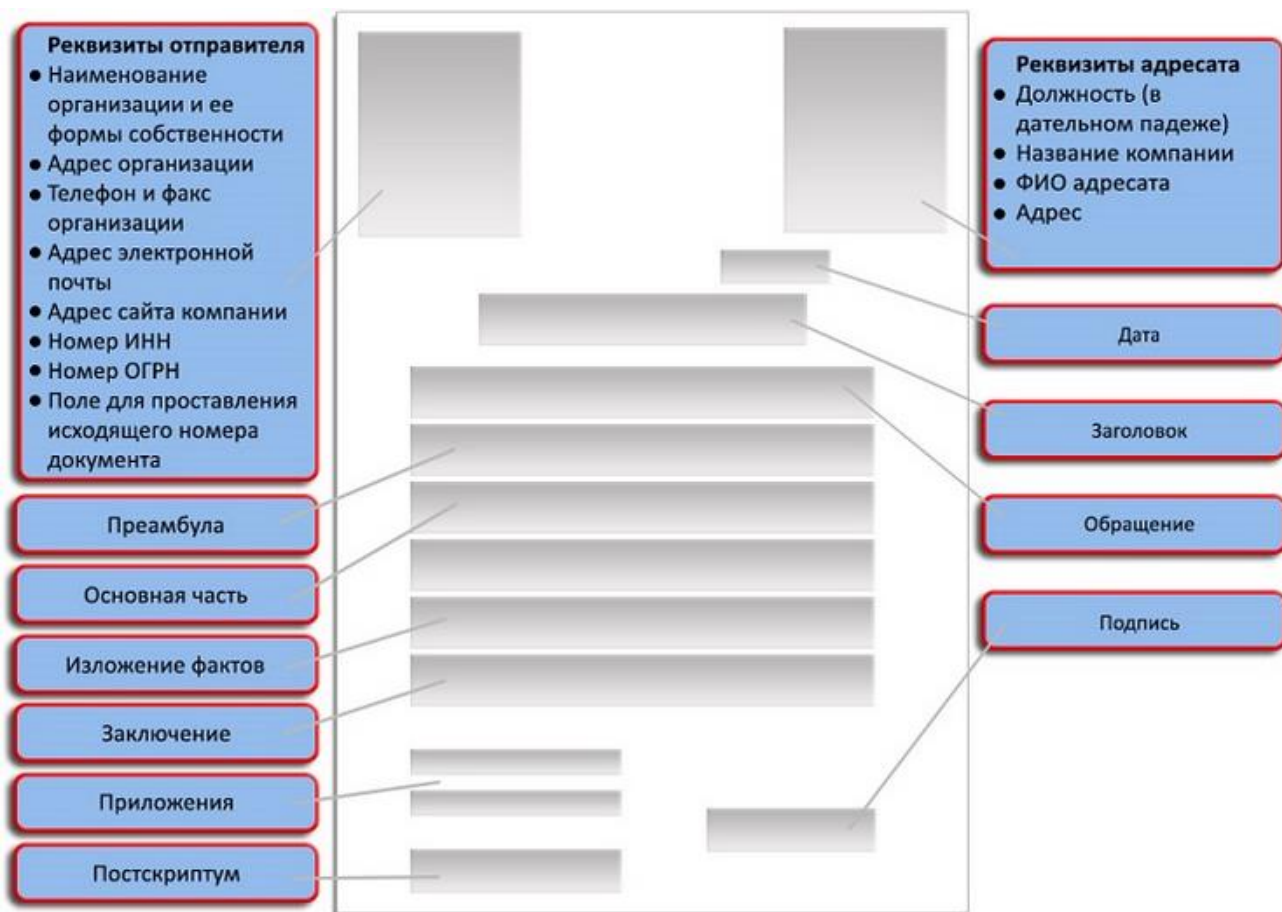 Реквизиты отправителя
● Наименование
организации и ее
формы собственности
● Адрес организации
● Телефон и факс
организации
● Адрес электронной
почты
● Адрес сайта компании
● Номер ИНН
● Номер ОГРН
● Поле для проставления
исходящего номера
документа
Преамбула
Основная часть
Изложение фактов
Заключение
Приложения
Постскриптум
Реквизиты адресата
● Должность (в
дательном падеже)
● Название компании
● ФИО адресата
● Адрес
Дата
Заголовок
Обращение
Подпись